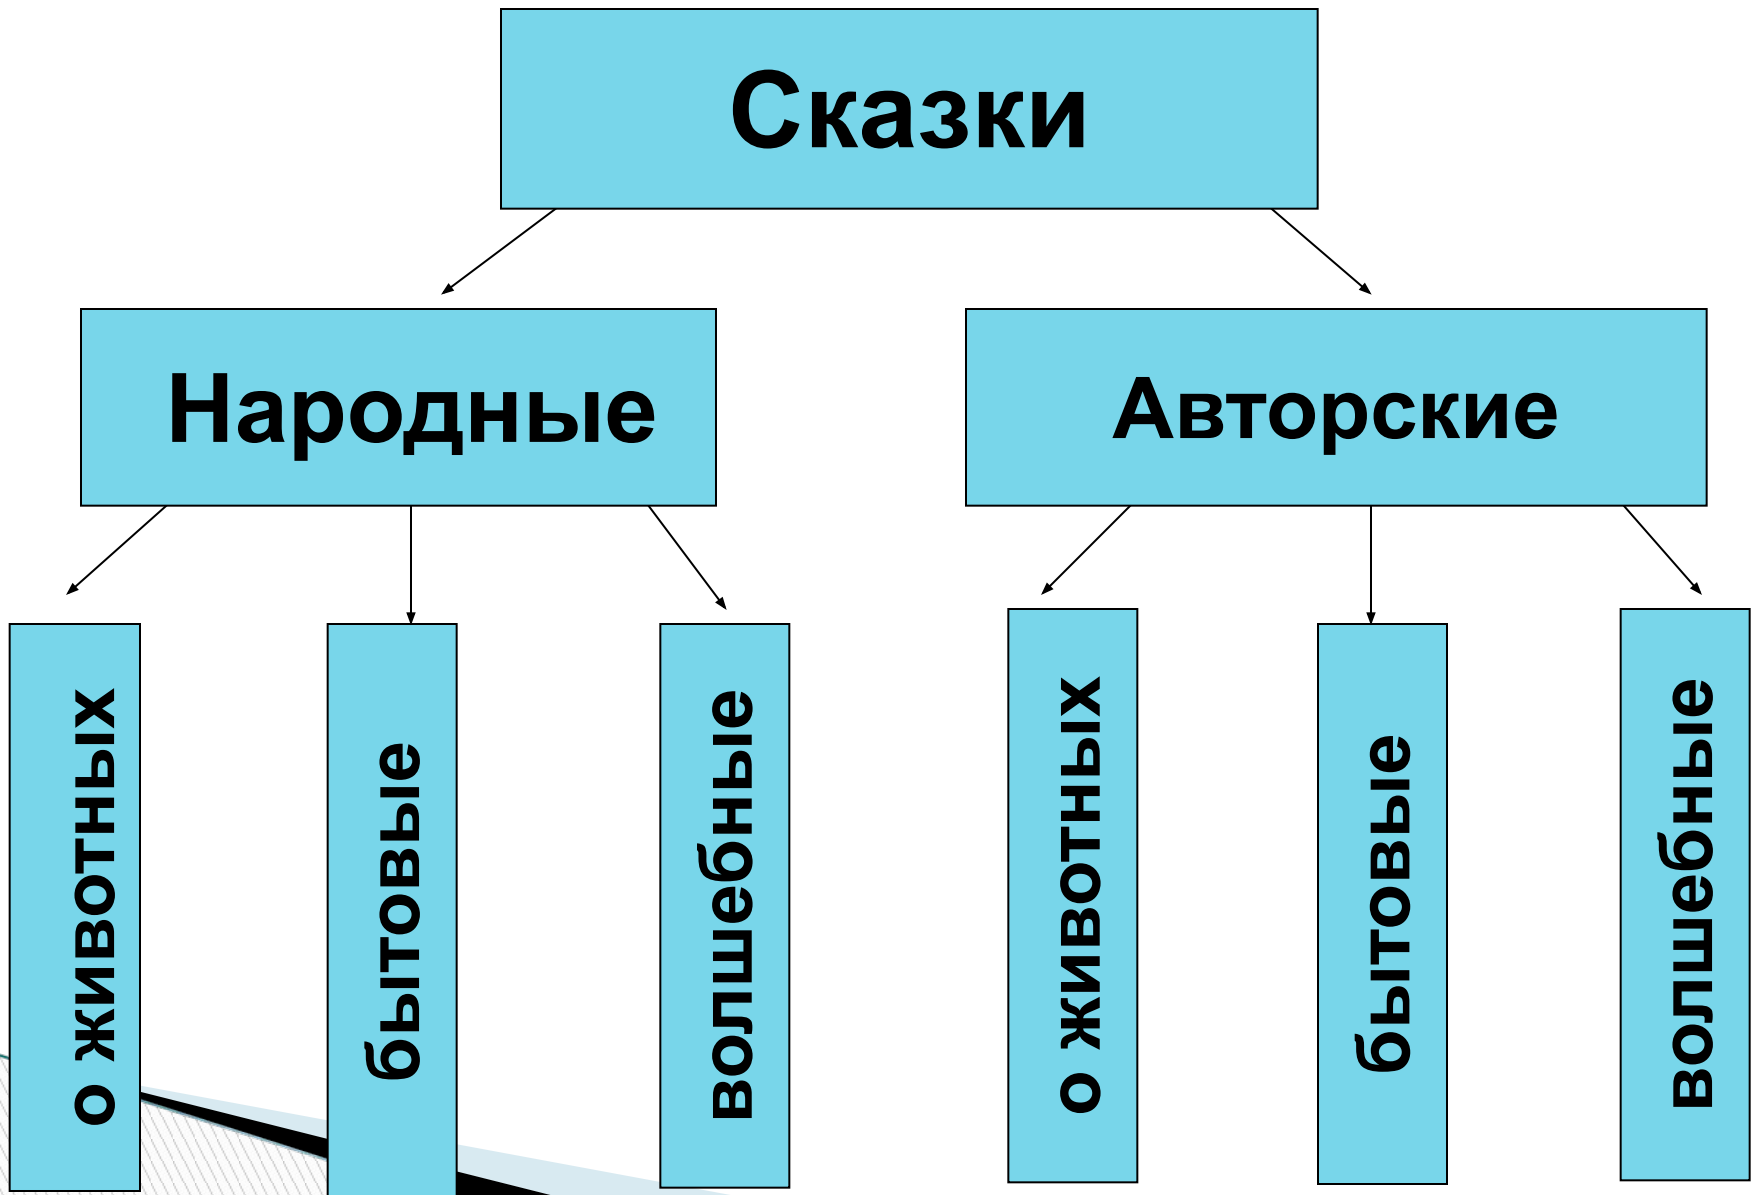 Сказки
Народные
Авторские
о животных
бытовые
волшебные
о животных
бытовые
волшебные